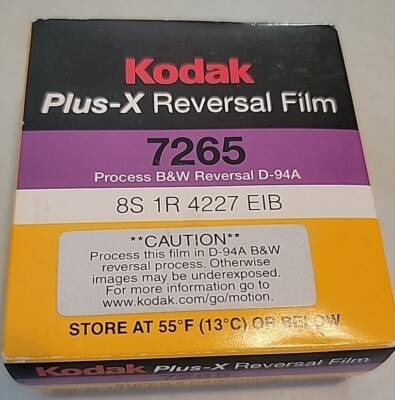 Kodak
Plus-X Reversal Film
7265
Process B&W Reversal D-94A
8S 1R 4227 EIB
**CAUTION**
Process this film in D-94A B&W
reversal process. Otherwise
images may be underexposed.
For more information go to
www.kodak.com/go/motion.
STORE AT 55°F (13°C) OR BELOW
Kodak Plus-X Reversal Film
7265